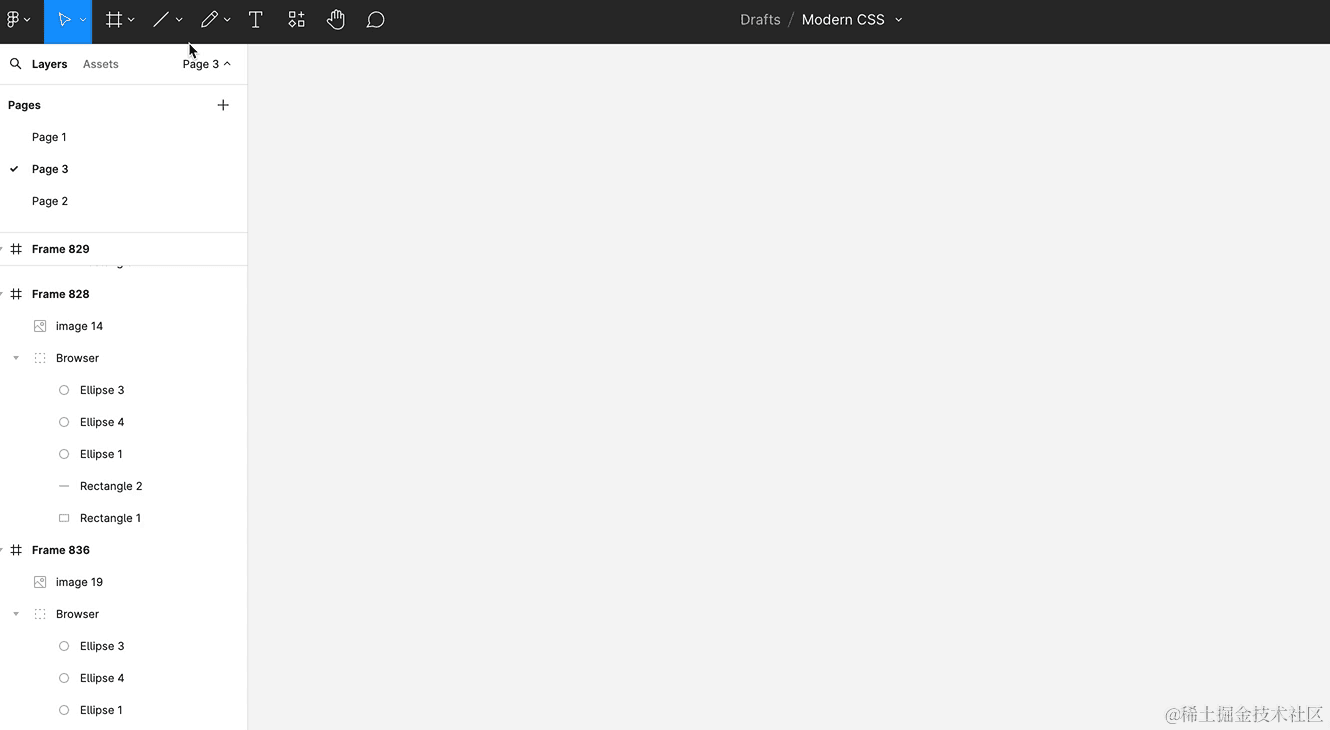 Drafts / Modern CSS
Layers Assets Page 3
Pages
Page 1
Page 3
Page 2
Frame 829
Frame 828
image 14
Browser
Ellipse 3
Ellipse 4
Ellipse 1
Rectangle 2
Rectangle 1
Frame 836
image 19
Browser
Ellipse 3
Ellipse 4
Ellipse 1
@稀土掘金技术社区